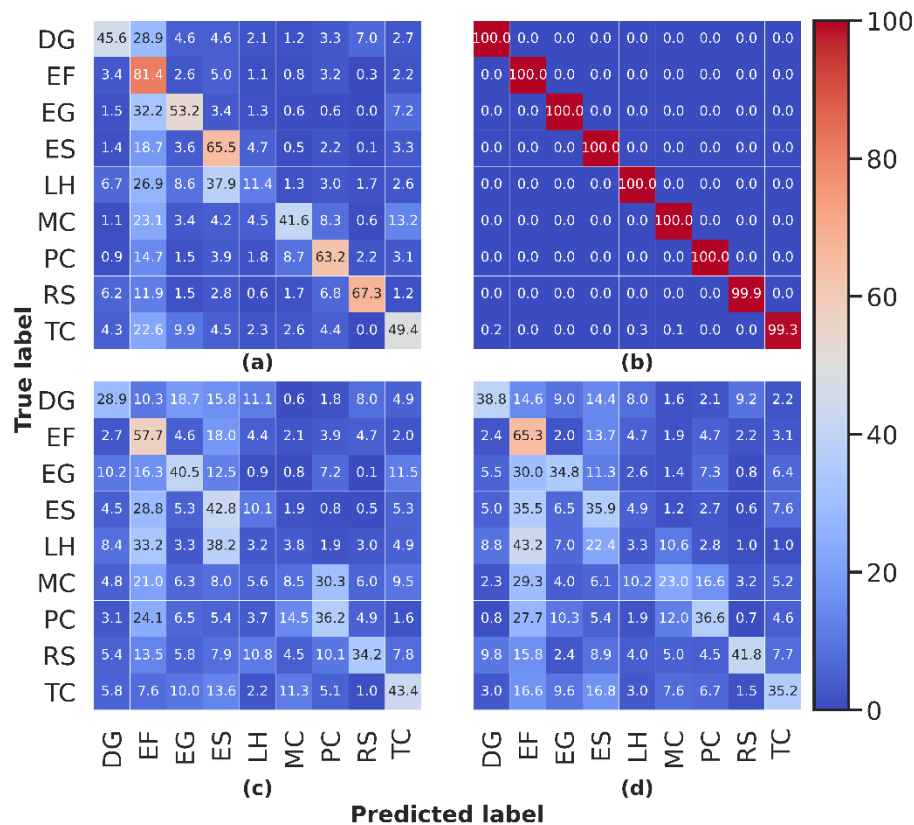 DG 45.6 28.9 4.6 4.6 2.1 1.2 3.3 7.0 2.7
EF 3.4 81.4 2.6 5.0 1.1 0.8 3.2 0.3 2.2
EG 1.5 32.2 53.2 3.4 1.3 0.6 0.6 0.0 7.2
ES 1.4 18.7 3.6 65.5 4.7 0.5 2.2 0.1 3.3
LH 6.7 26.9 8.6 37.9 11.4 1.3 3.0 1.7 2.6
MC 1.1 23.1 3.4 4.2 4.5 41.6 8.3 0.6 13.2
PC 0.9 14.7 1.5 3.9 1.8 8.7 63.2 2.2 3.1
RS 6.2 11.9 1.5 2.8 0.6 1.7 6.8 67.3 1.2
TC 4.3 22.6 9.9 4.5 2.3 2.6 4.4 0.0 49.4
(a)
100.0 0.0 0.0 0.0 0.0 0.0 0.0 0.0 0.0
0.0 100.0 0.0 0.0 0.0 0.0 0.0 0.0 0.0
0.0 0.0 100.0 0.0 0.0 0.0 0.0 0.0 0.0
0.0 0.0 0.0 100.0 0.0 0.0 0.0 0.0 0.0
0.0 0.0 0.0 0.0 100.0 0.0 0.0 0.0 0.0
0.0 0.0 0.0 0.0 0.0 100.0 0.0 0.0 0.0
0.0 0.0 0.0 0.0 0.0 0.0 100.0 0.0 0.0
0.0 0.0 0.0 0.0 0.0 0.0 0.0 99.9 0.0
0.2 0.0 0.0 0.0 0.3 0.1 0.0 0.0 99.3
(b)
True label
DG 28.9 10.3 18.7 15.8 11.1 0.6 1.8 8.0 4.9
EF 2.7 57.7 4.6 18.0 4.4 2.1 3.9 4.7 2.0
EG 10.2 16.3 40.5 12.5 0.9 0.8 7.2 0.1 11.5
ES 4.5 28.8 5.3 42.8 10.1 1.9 0.8 0.5 5.3
LH 8.4 33.2 3.3 38.2 3.2 3.8 1.9 3.0 4.9
MC 4.8 21.0 6.3 8.0 5.6 8.5 30.3 6.0 9.5
PC 3.1 24.1 6.5 5.4 3.7 14.5 36.2 4.9 1.6
RS 5.4 13.5 5.8 7.9 10.8 4.5 10.1 34.2 7.8
TC 5.8 7.6 10.0 13.6 2.2 11.3 5.1 1.0 43.4
DG EF EG ES LH MC PC RS TC
(c)
38.8 14.6 9.0 14.4 8.0 1.6 2.1 9.2 2.2
2.4 65.3 2.0 13.7 4.7 1.9 4.7 2.2 3.1
5.5 30.0 34.8 11.3 2.6 1.4 7.3 0.8 6.4
5.0 35.5 6.5 35.9 4.9 1.2 2.7 0.6 7.6
8.8 43.2 7.0 22.4 3.3 10.6 2.8 1.0 1.0
2.3 29.3 4.0 6.1 10.2 23.0 16.6 3.2 5.2
0.8 27.7 10.3 5.4 1.9 12.0 36.6 0.7 4.6
9.8 15.8 2.4 8.9 4.0 5.0 4.5 41.8 7.7
3.0 16.6 9.6 16.8 3.0 7.6 6.7 1.5 35.2
DG EF EG ES LH MC PC RS TC
(d)
100
80
60
40
20
0
Predicted label